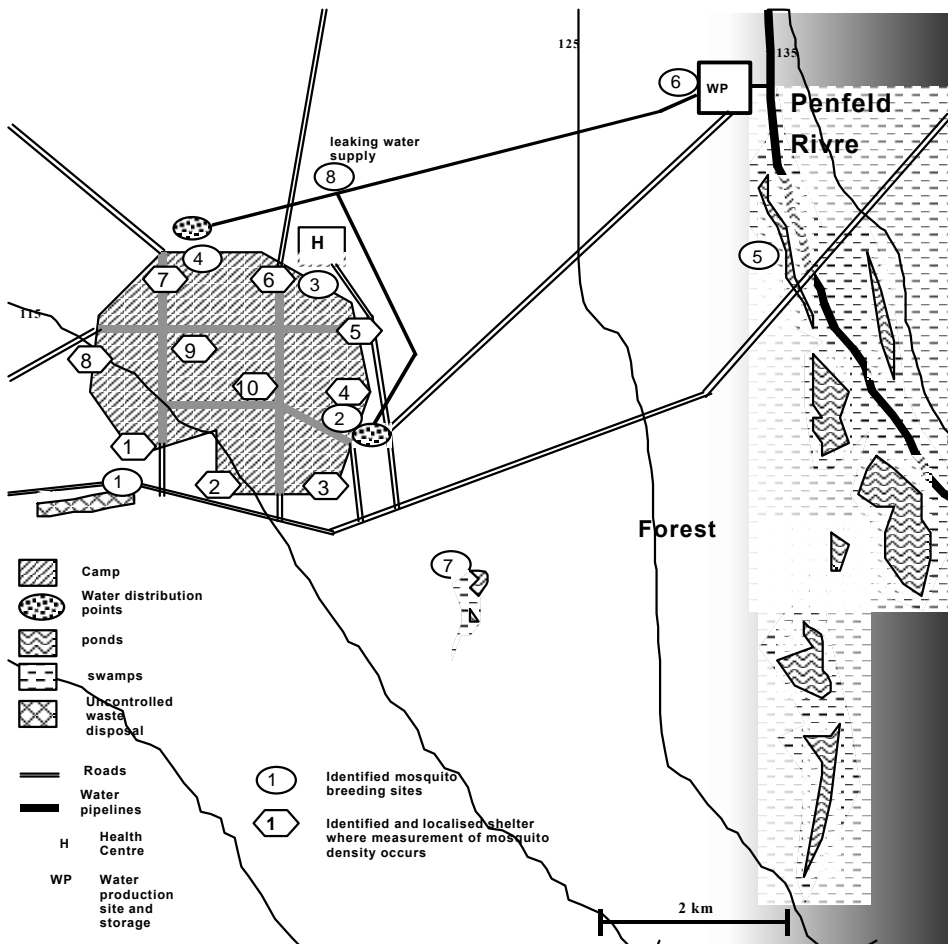 125
135
6
WP
Penfeld
Rivre
leaking water
supply
8
H
4
7
6
3
5
115
5
9
8
10
4
2
1
2
3
1
Forest
7
Camp
Water distribution
points
ponds
swamps
Uncontrolled
waste
disposal
Roads
Water
pipelines
H Health
Centre
WP Water
production
site and
storage
1 Identified mosquito
breeding sites
1 Identified and localised shelter
where measurement of mosquito
density occurs
2 km